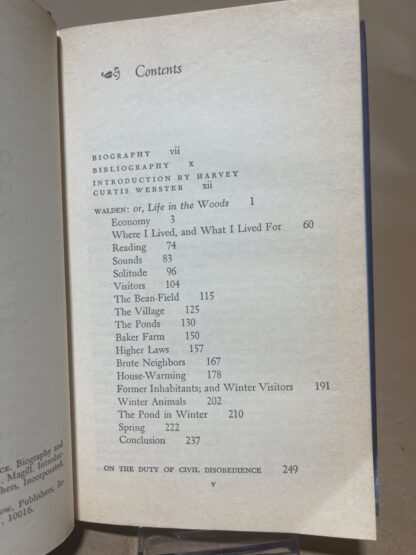 Contents
BIOGRAPHY vii
BIBLIOGRAPHY x
INTRODUCTION BY HARVEY
CURTIS WEBSTER xii
WALDEN: or, Life in the Woods 1
Economy 3
Where I Lived, and What I Lived For 60
Reading 74
Sounds 83
Solitude 96
Visitors 104
The Bean-Field 115
The Village 125
The Ponds 130
Baker Farm 150
Higher Laws 157
Brute Neighbors 167
House-Warming 178
Former Inhabitants; and Winter Visitors 191
Winter Animals 202
The Pond in Winter 210
Spring 222
Conclusion 237
ON THE DUTY OF CIVIL DISOBEDIENCE 249
v
Biography and
Magill. Introduc-
hers, Incorporated.
ow, Publishers, In-
. 10016.